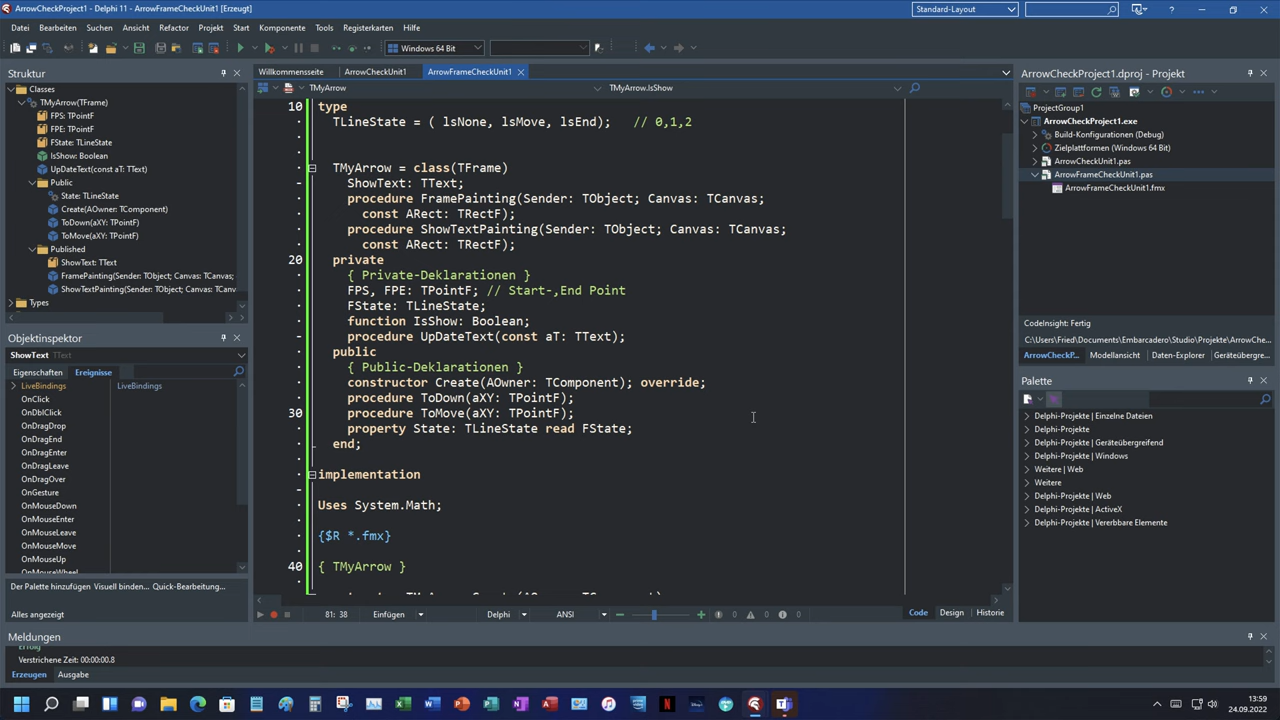 ArrowCheckProject1 - Delphi 11 - ArrowFrameCheckUnit1 [Erzeugt]
Standard-Layout
Datei Bearbeiten Suchen Ansicht Refactor Projekt Start Komponente Tools Registerkarten Hilfe
Windows 64 Bit
Struktur
Classes
TMyArrow(TFrame)
FPS: TPointF
FPE: TPointF
FState: TLineState
IsShow: Boolean
UpDateText(const aT: TText)
Public
State: TLineState
Create(AOwner: TComponent)
ToDown(aXY: TPointF)
ToMove(aXY: TPointF)
Published
ShowText: TText
FramePainting(Sender: TObject; Canvas: TCanvas;
ShowTextPainting(Sender: TObject; Canvas: TCanv
Types
Objektinspektor
ShowText TText
Eigenschaften Ereignisse
LiveBindings LiveBindings
OnClick
OnDblClick
OnDragDrop
OnDragEnd
OnDragEnter
OnDragLeave
OnDragOver
OnGesture
OnMouseDown
OnMouseEnter
OnMouseLeave
OnMouseMove
OnMouseUp
OnMouseWheel
Der Palette hinzufügen Visuell binden... Quick-Bearbeitung...
Alles angezeigt
Willkommensseite ArrowCheckUnit1 ArrowFrameCheckUnit1
TMyArrow TMyArrow.IsShow
10 type
TLineState = ( lsNone, lsMove, lsEnd); // 0,1,2
TMyArrow = class(TFrame)
ShowText: TText;
procedure FramePainting(Sender: TObject; Canvas: TCanvas;
const ARect: TRectF);
procedure ShowTextPainting(Sender: TObject; Canvas: TCanvas;
const ARect: TRectF);
20 private
{ Private-Deklarationen }
FPS, FPE: TPointF; // Start-,End Point
FState: TLineState;
function IsShow: Boolean;
procedure UpDateText(const aT: TText);
public
{ Public-Deklarationen }
constructor Create(AOwner: TComponent); override;
procedure ToDown(aXY: TPointF);
30 procedure ToMove(aXY: TPointF);
property State: TLineState read FState;
end;
implementation
Uses System.Math;
{$R *.fmx}
40 { TMyArrow }
81: 38 Einfügen Delphi ANSI 0 0 0 Code Design Historie
ArrowCheckProject1.dproj - Projekt
ProjectGroup1
ArrowCheckProject1.exe
Build-Konfigurationen (Debug)
Zielplattformen (Windows 64 Bit)
ArrowCheckUnit1.pas
ArrowFrameCheckUnit1.pas
ArrowFrameCheckUnit1.fmx
CodeInsight: Fertig
C:\Users\Fried\Documents\Embarcadero\Studio\Projekte\ArrowChe...
ArrowCheckP... Modellansicht Daten-Explorer Geräteübergre...
Palette
Delphi-Projekte | Einzelne Dateien
Delphi-Projekte
Delphi-Projekte | Geräteübergreifend
Delphi-Projekte | Windows
Weitere | Web
Weitere
Delphi-Projekte | Web
Delphi-Projekte | ActiveX
Delphi-Projekte | Vererbbare Elemente
Meldungen
Erfolg
Verstrichene Zeit: 00:00:00.8
Erzeugen Ausgabe
13:59
24.09.2022